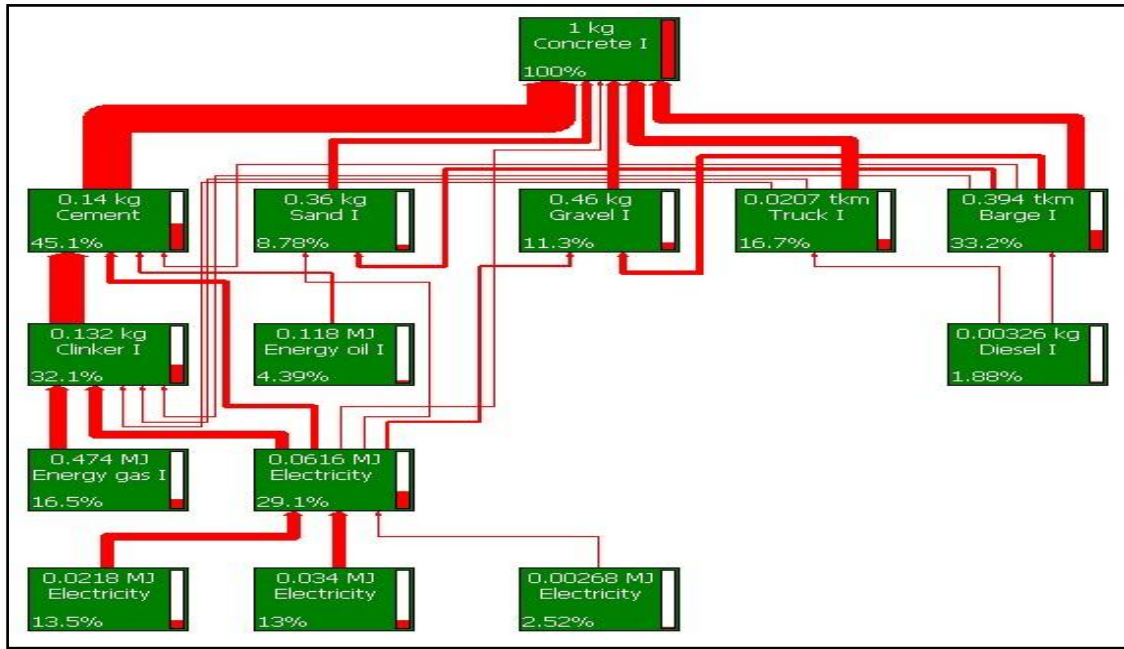 1 kg
Concrete I
100%
0.14 kg
Cement
45.1%
0.36 kg
Sand I
8.78%
0.46 kg
Gravel I
11.3%
0.0207 tkm
Truck I
16.7%
0.394 tkm
Barge I
33.2%
0.132 kg
Clinker I
32.1%
0.118 MJ
Energy oil I
4.39%
0.00326 kg
Diesel I
1.88%
0.474 MJ
Energy gas I
16.5%
0.0616 MJ
Electricity
29.1%
0.0218 MJ
Electricity
13.5%
0.034 MJ
Electricity
13%
0.00268 MJ
Electricity
2.52%